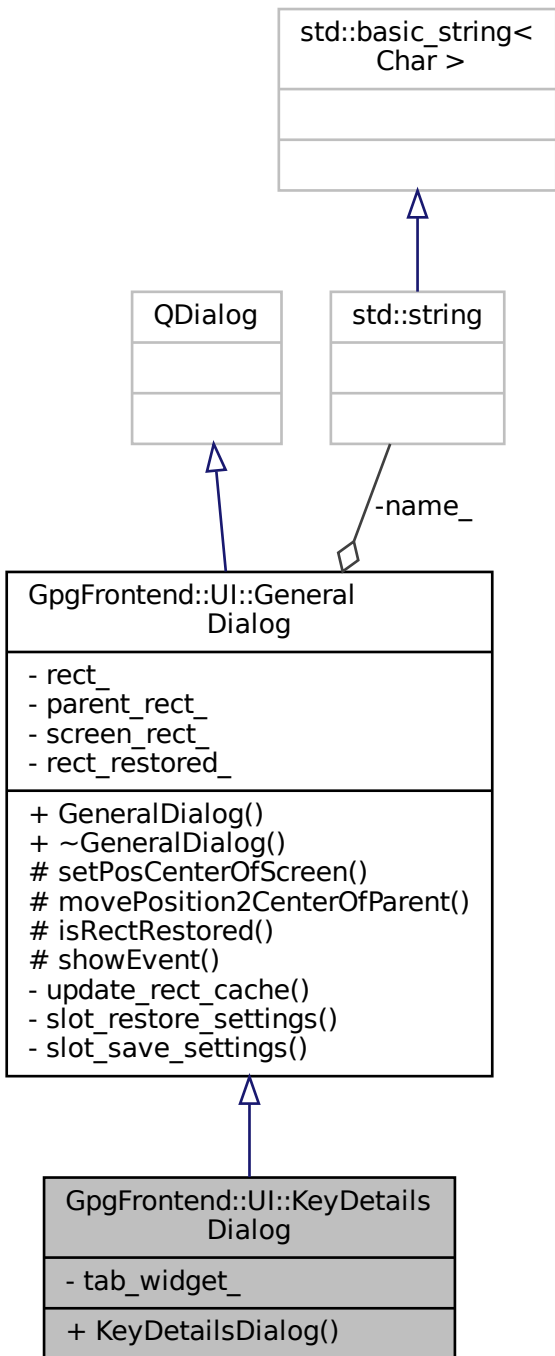 std::basic_string<
Char >
QDialog
std::string
-name_
GpgFrontend::UI::General
Dialog
- rect_
- parent_rect_
- screen_rect_
- rect_restored_
+ GeneralDialog()
+ ~GeneralDialog()
# setPosCenterOfScreen()
# movePosition2CenterOfParent()
# isRectRestored()
# showEvent()
- update_rect_cache()
- slot_restore_settings()
- slot_save_settings()
GpgFrontend::UI::KeyDetails
Dialog
- tab_widget_
+ KeyDetailsDialog()